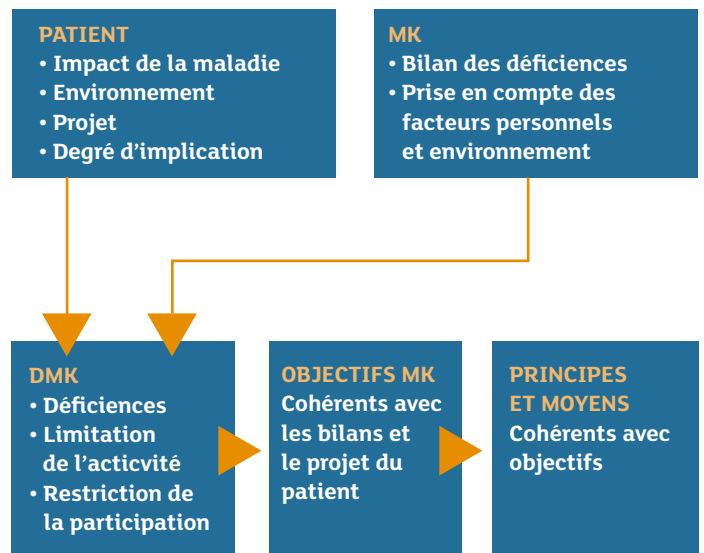 PATIENT
• Impact de la maladie
• Environnement
• Projet
• Degré d'implication
MK
• Bilan des déficiences
• Prise en compte des
facteurs personnels
et environnement
DMK
• Déficiences
• Limitation
de l'acticvité
• Restriction de
la participation
OBJECTIFS MK
Cohérents avec
les bilans et
le projet du
patient
PRINCIPES
ET MOYENS
Cohérents avec
objectifs